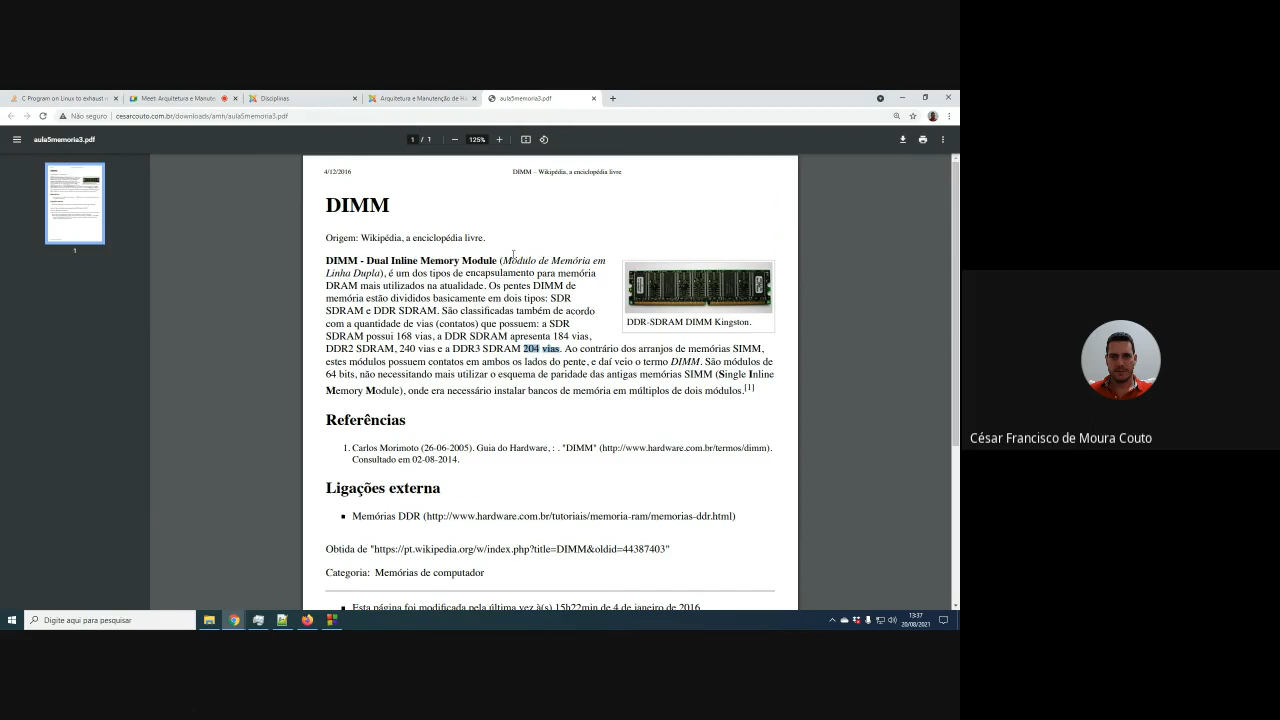 C Program on Linux to exhaust m
Meet: Arquitetura e Manute
Disciplinas
Arquitetura e Manutenção de Ha
aula5memoria3.pdf
Não seguro
cesarcouto.com.br/downloads/amh/aula5memoria3.pdf
aula5memoria3.pdf
1 / 1
125%
4/12/2016
DIMM – Wikipédia, a enciclopédia livre
DIMM
Origem: Wikipédia, a enciclopédia livre.
DIMM - Dual Inline Memory Module (Módulo de Memória em
Linha Dupla), é um dos tipos de encapsulamento para memória
DRAM mais utilizados na atualidade. Os pentes DIMM de
memória estão divididos basicamente em dois tipos: SDR
SDRAM e DDR SDRAM. São classificadas também de acordo
com a quantidade de vias (contatos) que possuem: a SDR
SDRAM possui 168 vias, a DDR SDRAM apresenta 184 vias,
DDR2 SDRAM, 240 vias e a DDR3 SDRAM 204 vias. Ao contrário dos arranjos de memórias SIMM,
estes módulos possuem contatos em ambos os lados do pente, e daí veio o termo DIMM. São módulos de
64 bits, não necessitando mais utilizar o esquema de paridade das antigas memórias SIMM (Single Inline
Memory Module), onde era necessário instalar bancos de memória em múltiplos de dois módulos.[1]
DDR-SDRAM DIMM Kingston.
Referências
1. Carlos Morimoto (26-06-2005). Guia do Hardware, : . "DIMM" (http://www.hardware.com.br/termos/dimm).
Consultado em 02-08-2014.
Ligações externa
Memórias DDR (http://www.hardware.com.br/tutoriais/memoria-ram/memorias-ddr.html)
Obtida de "https://pt.wikipedia.org/w/index.php?title=DIMM&oldid=44387403"
Categoria: Memórias de computador
Esta página foi modificada pela última vez à(s) 15h22min de 4 de janeiro de 2016
1
César Francisco de Moura Couto
Digite aqui para pesquisar
13:37
20/08/2021